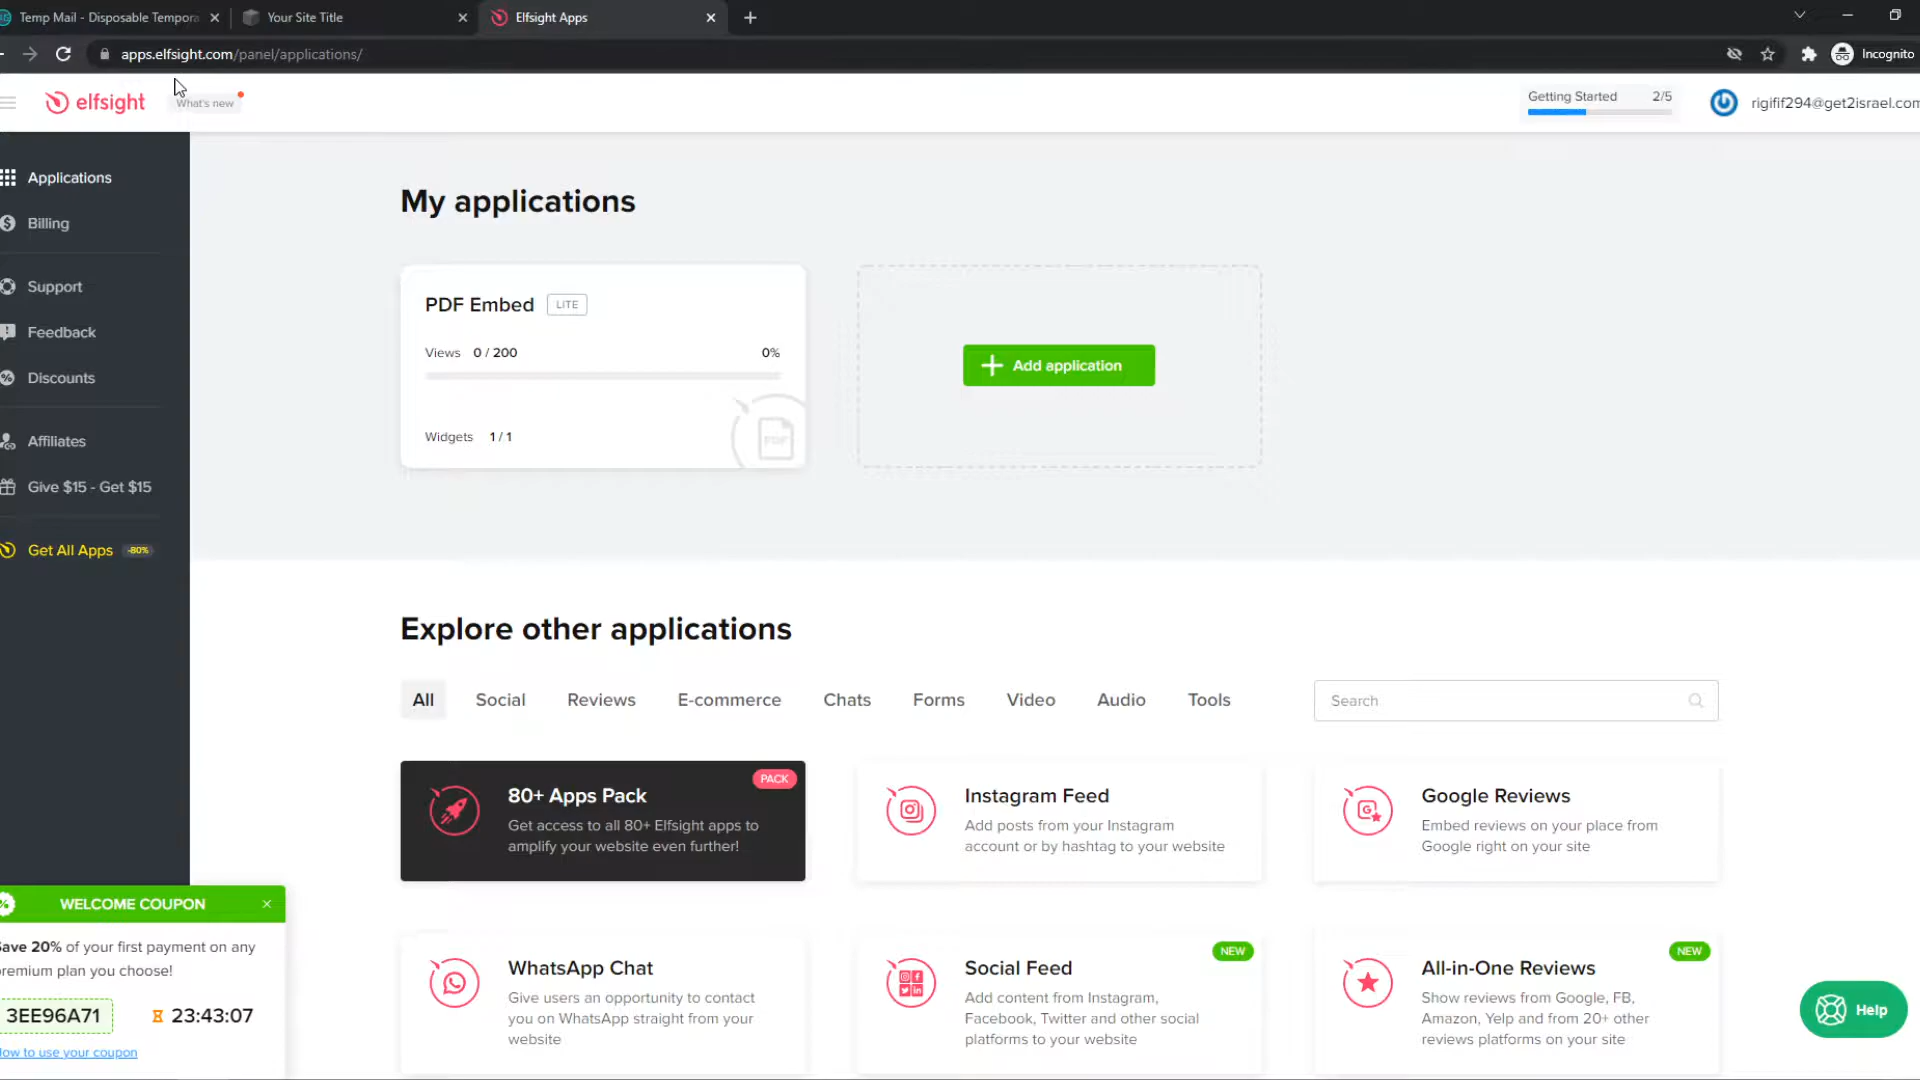 Temp Mail - Disposable Tempora
Your Site Title
Elfsight Apps
apps.elfsight.com/panel/applications/
Incognito
elfsight
What's new
Getting Started 2/5
rigifif294@get2israel.com
Applications
Billing
Support
Feedback
Discounts
Affiliates
Give $15 - Get $15
Get All Apps -80%
My applications
PDF Embed LITE
Views 0 / 200 0%
Widgets 1 / 1
PDF
Add application
Explore other applications
All Social Reviews E-commerce Chats Forms Video Audio Tools
Search
PACK
80+ Apps Pack
Get access to all 80+ Elfsight apps to
amplify your website even further!
Instagram Feed
Add posts from your Instagram
account or by hashtag to your website
Google Reviews
Embed reviews on your place from
Google right on your site
WhatsApp Chat
Give users an opportunity to contact
you on WhatsApp straight from your
website
NEW
Social Feed
Add content from Instagram,
Facebook, Twitter and other social
platforms to your website
NEW
All-in-One Reviews
Show reviews from Google, FB,
Amazon, Yelp and from 20+ other
reviews platforms on your site
WELCOME COUPON
Save 20% of your first payment on any
premium plan you choose!
3EE96A71 23:43:07
How to use your coupon
Help